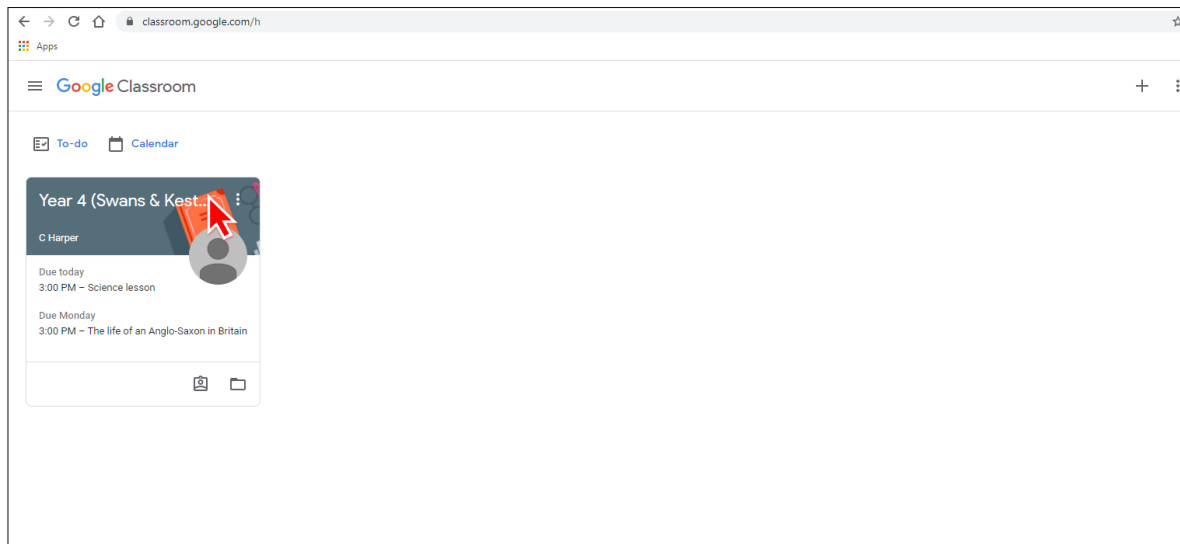 classroom.google.com/h
Apps
Google Classroom
To-do Calendar
Year 4 (Swans & Kest...
C Harper
Due today
3:00 PM – Science lesson
Due Monday
3:00 PM – The life of an Anglo-Saxon in Britain